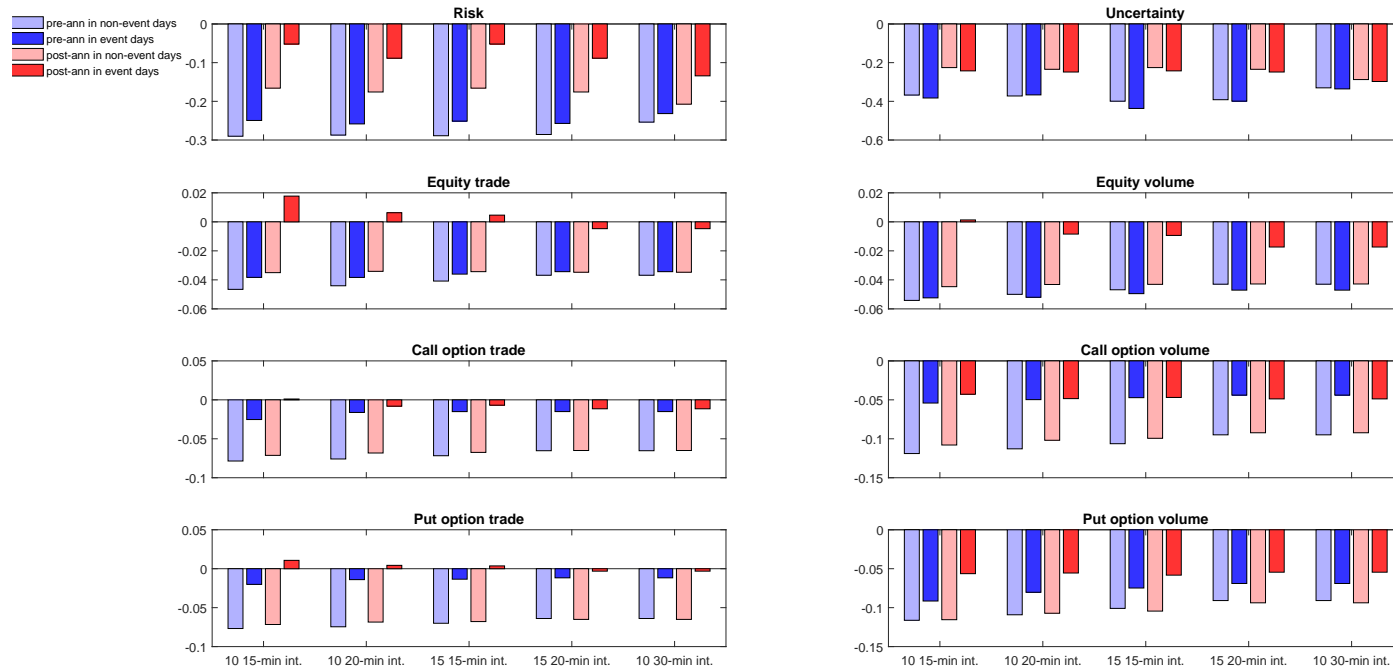 pre-ann in non-event days
pre-ann in event days
post-ann in non-event days
post-ann in event days
Risk
0
-0.1
-0.2
-0.3
Uncertainty
0
-0.2
-0.4
-0.6
Equity trade
0.02
0
-0.02
-0.04
-0.06
Equity volume
0.02
0
-0.02
-0.04
-0.06
Call option trade
0.05
0
-0.05
-0.1
Call option volume
0
-0.05
-0.1
-0.15
Put option trade
0.05
0
-0.05
-0.1
10 15-min int. 10 20-min int. 15 15-min int. 15 20-min int. 10 30-min int.
Put option volume
0
-0.05
-0.1
-0.15
10 15-min int. 10 20-min int. 15 15-min int. 15 20-min int. 10 30-min int.